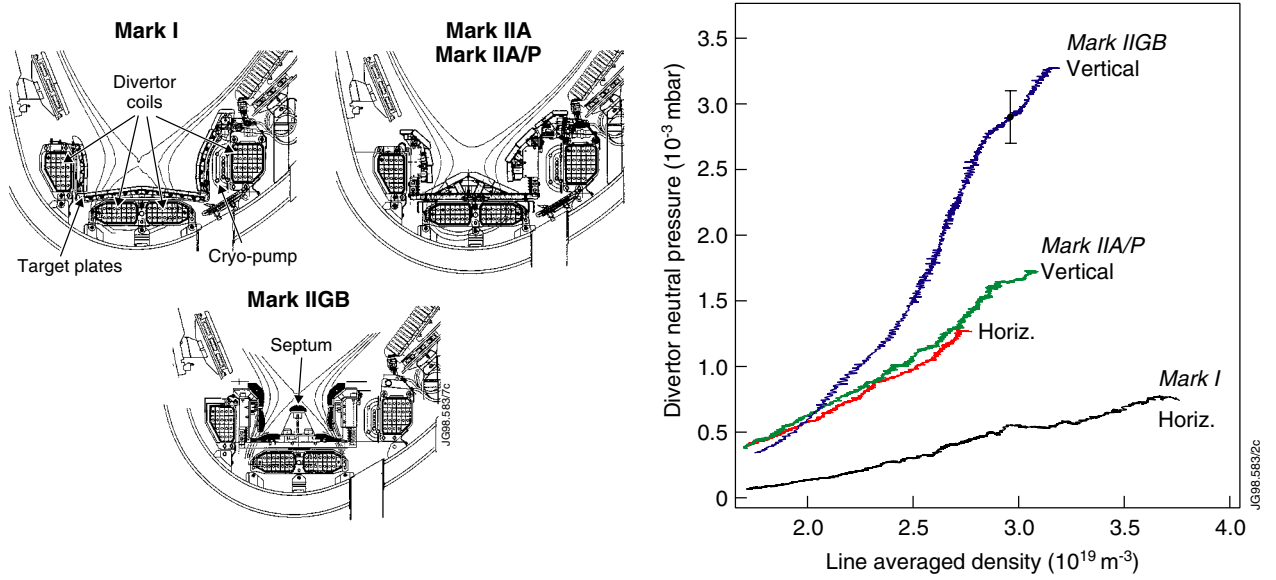 Mark I
Divertor
coils
Target plates
Cryo-pump
Mark IIA
Mark IIA/P
Mark IIGB
Septum
JG98.583/7c
Divertor neutral pressure (10-3 mbar)
3.5
3.0
2.5
2.0
1.5
1.0
0.5
0
2.0
2.5
3.0
3.5
4.0
Line averaged density (1019 m-3)
Mark IIGB
Vertical
Mark IIA/P
Vertical
Horiz.
Mark I
Horiz.
JG98.583/2c